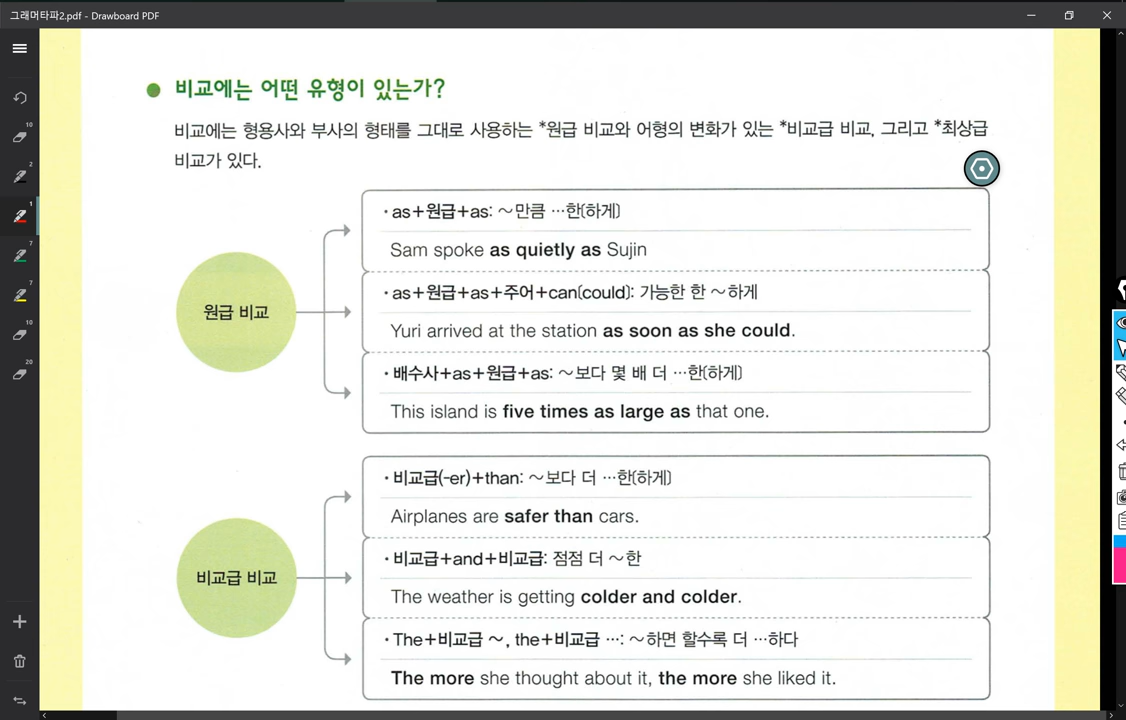 그래머타파2.pdf - Drawboard PDF
비교에는 어떤 유형이 있는가?
비교에는 형용사와 부사의 형태를 그대로 사용하는 *원급 비교와 어형의 변화가 있는 *비교급 비교, 그리고 *최상급
비교가 있다.
원급 비교
· as+원급+as: ~만큼 …한(하게)
Sam spoke as quietly as Sujin
· as+원급+as+주어+can(could): 가능한 한 ~하게
Yuri arrived at the station as soon as she could.
· 배수사+as+원급+as: ~보다 몇 배 더 …한(하게)
This island is five times as large as that one.
비교급 비교
· 비교급(-er)+than: ~보다 더 …한(하게)
Airplanes are safer than cars.
· 비교급+and+비교급: 점점 더 ~한
The weather is getting colder and colder.
· The+비교급 ~, the+비교급 …: ~하면 할수록 더 …하다
The more she thought about it, the more she liked it.
10
2
1
7
7
10
20